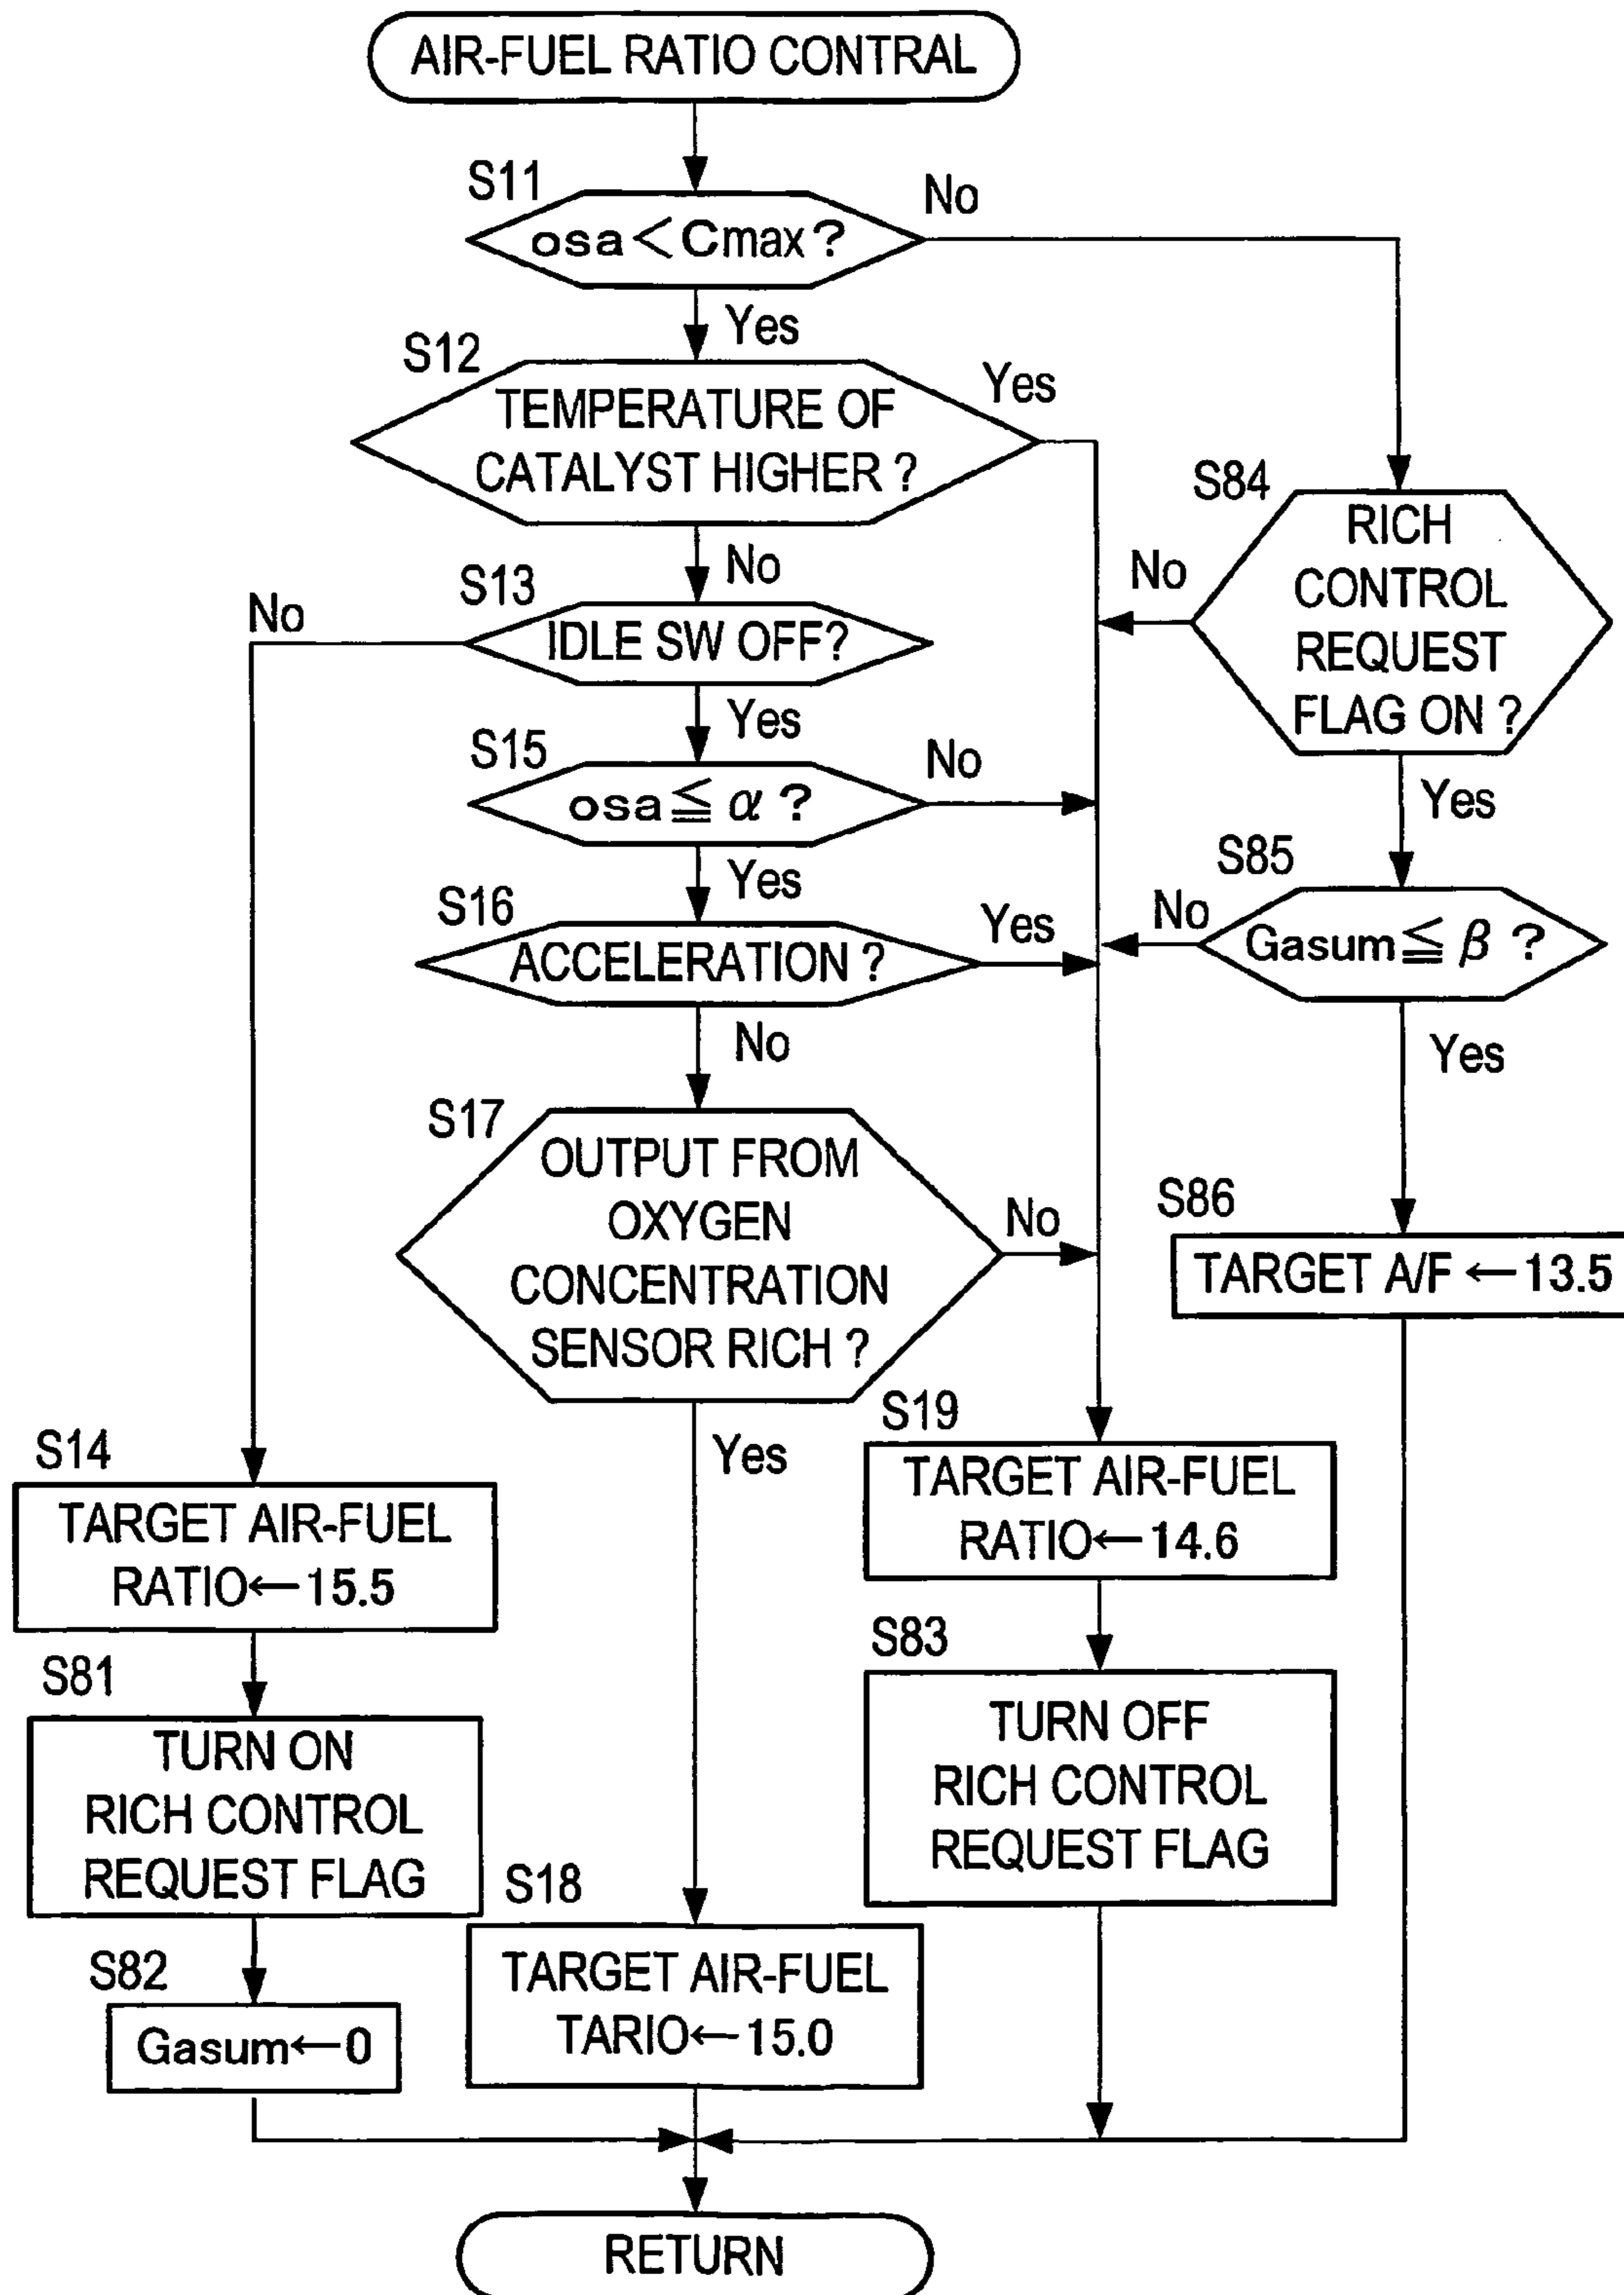 AIR-FUEL RATIO CONTRAL
S11
osa<Cmax?
No
Yes
S12
TEMPERATURE OF
CATALYST HIGHER ?
Yes
No
S13
IDLE SW OFF?
No
Yes
S15
osa≦ α ?
No
Yes
S16
ACCELERATION ?
Yes
No
S17
OUTPUT FROM
OXYGEN
CONCENTRATION
SENSOR RICH ?
No
Yes
S84
RICH
CONTROL
REQUEST
FLAG ON ?
No
Yes
S85
Gasum≦ β ?
No
Yes
S86
TARGET A/F ←13.5
S14
TARGET AIR-FUEL
RATIO←15.5
S81
TURN ON
RICH CONTROL
REQUEST FLAG
S82
Gasum←0
S18
TARGET AIR-FUEL
TARIO←15.0
S19
TARGET AIR-FUEL
RATIO←14.6
S83
TURN OFF
RICH CONTROL
REQUEST FLAG
RETURN